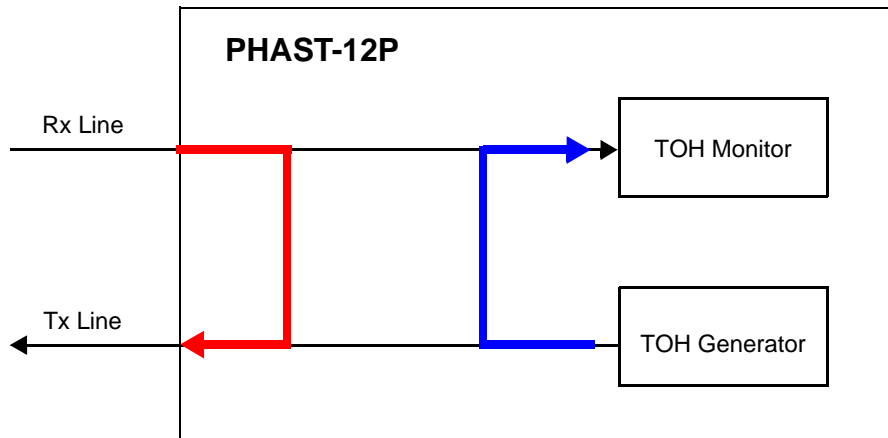 PHAST-12P
Rx Line
TOH Monitor
Tx Line
TOH Generator